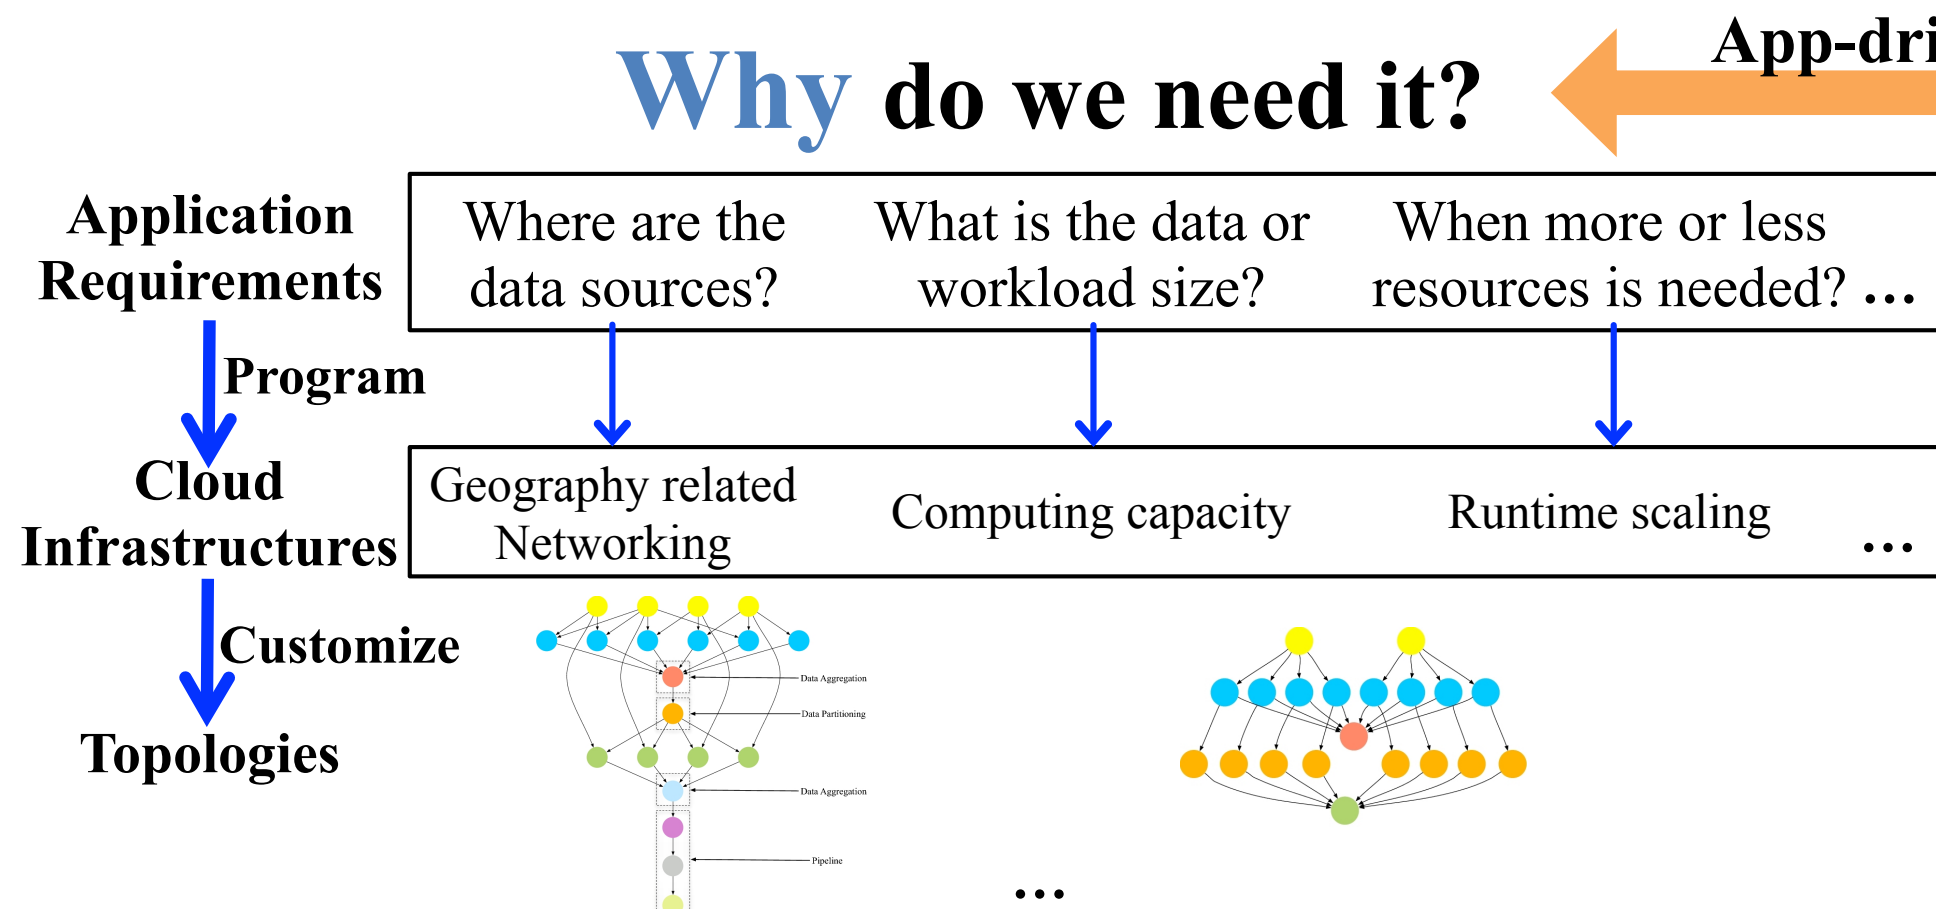 Why do we need it?
App-dri
Application
Requirements
Where are the
data sources?
What is the data or
workload size?
When more or less
resources is needed? ...
Program
Cloud
Infrastructures
Geography related
Networking
Computing capacity
Runtime scaling
...
Customize
Topologies
Data Aggregation
Data Partitioning
Data Aggregation
Pipeline
...